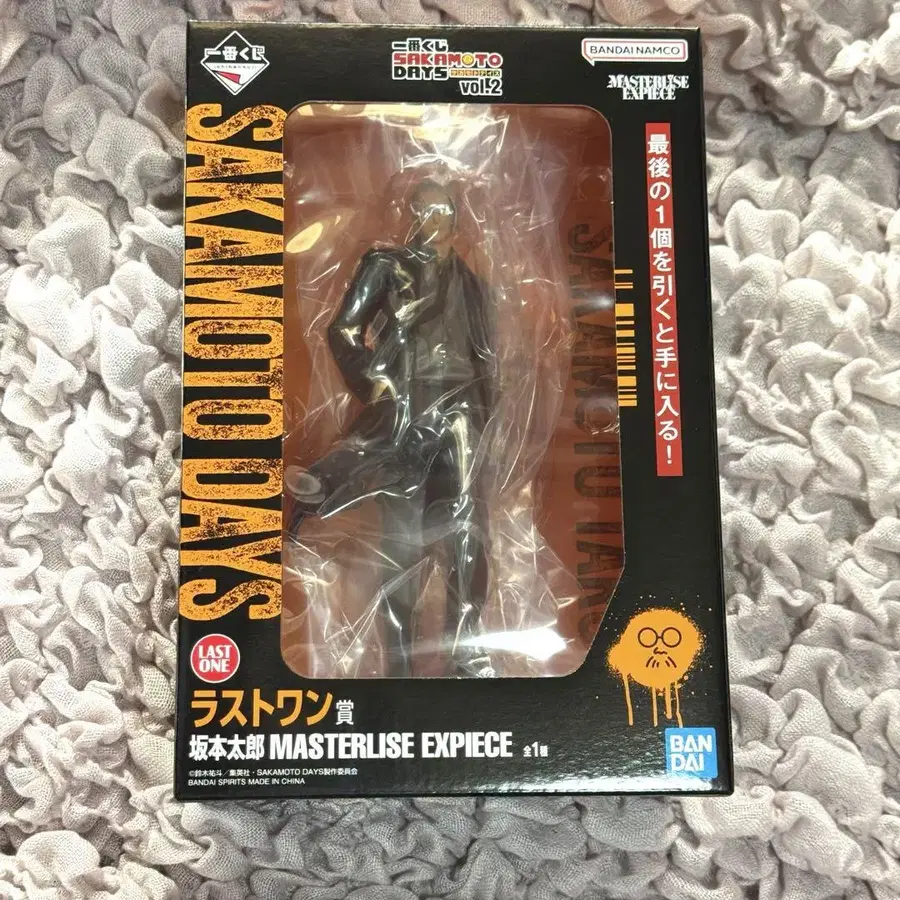 一番くじ
一番くじ
SAKAMOTO
DAYS
vol.2
BANDAI NAMCO
MASTERLISE
EXPIECE
SAKAMOTO DAYS
最後の1個を引くと手に入る!
SAKAMOTO TARO
LAST
ONE
ラストワン賞
坂本太郎 MASTERLISE EXPIECE 全1種
©鈴木祐斗/集英社・SAKAMOTO DAYS製作委員会
BANDAI SPIRITS MADE IN CHINA
BAN
DAI